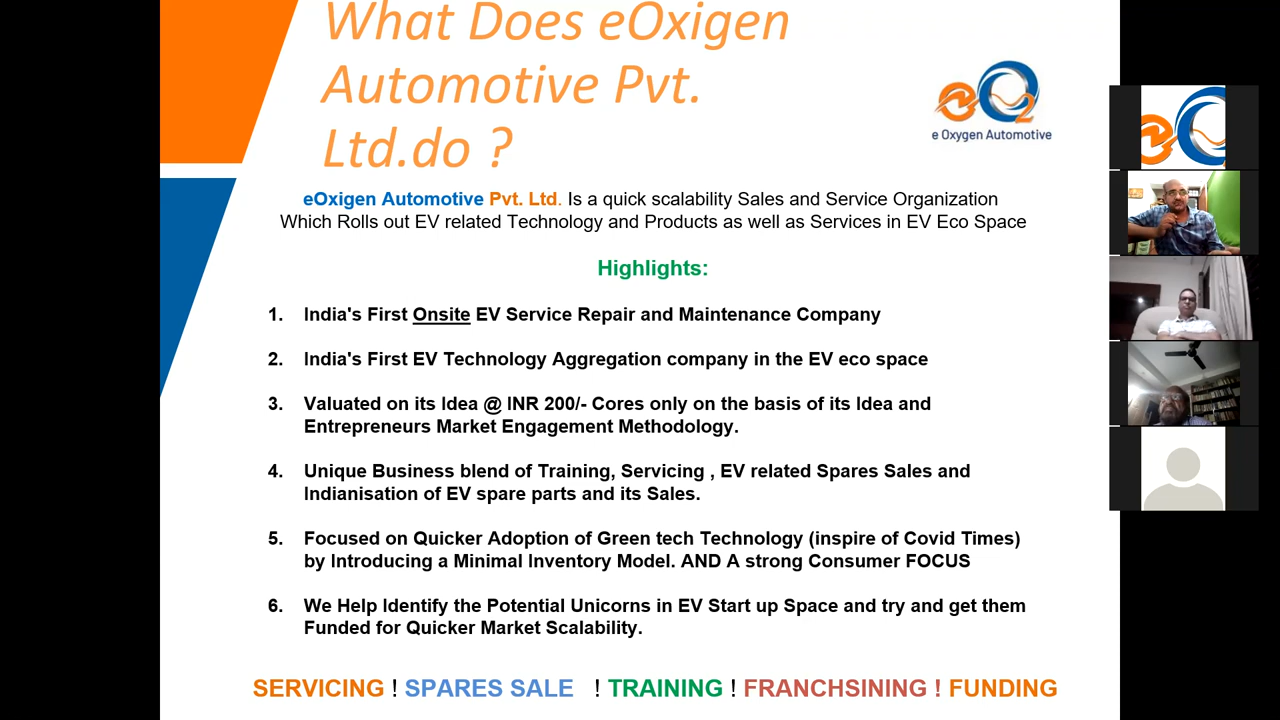 What Does eOxigen
Automotive Pvt.
Ltd.do ?
eO2
e Oxygen Automotive
eOxigen Automotive Pvt. Ltd. Is a quick scalability Sales and Service Organization
Which Rolls out EV related Technology and Products as well as Services in EV Eco Space
Highlights:
1. India's First Onsite EV Service Repair and Maintenance Company
2. India's First EV Technology Aggregation company in the EV eco space
3. Valuated on its Idea @ INR 200/- Cores only on the basis of its Idea and
Entrepreneurs Market Engagement Methodology.
4. Unique Business blend of Training, Servicing , EV related Spares Sales and
Indianisation of EV spare parts and its Sales.
5. Focused on Quicker Adoption of Green tech Technology (inspire of Covid Times)
by Introducing a Minimal Inventory Model. AND A strong Consumer FOCUS
6. We Help Identify the Potential Unicorns in EV Start up Space and try and get them
Funded for Quicker Market Scalability.
SERVICING ! SPARES SALE ! TRAINING ! FRANCHSINING ! FUNDING